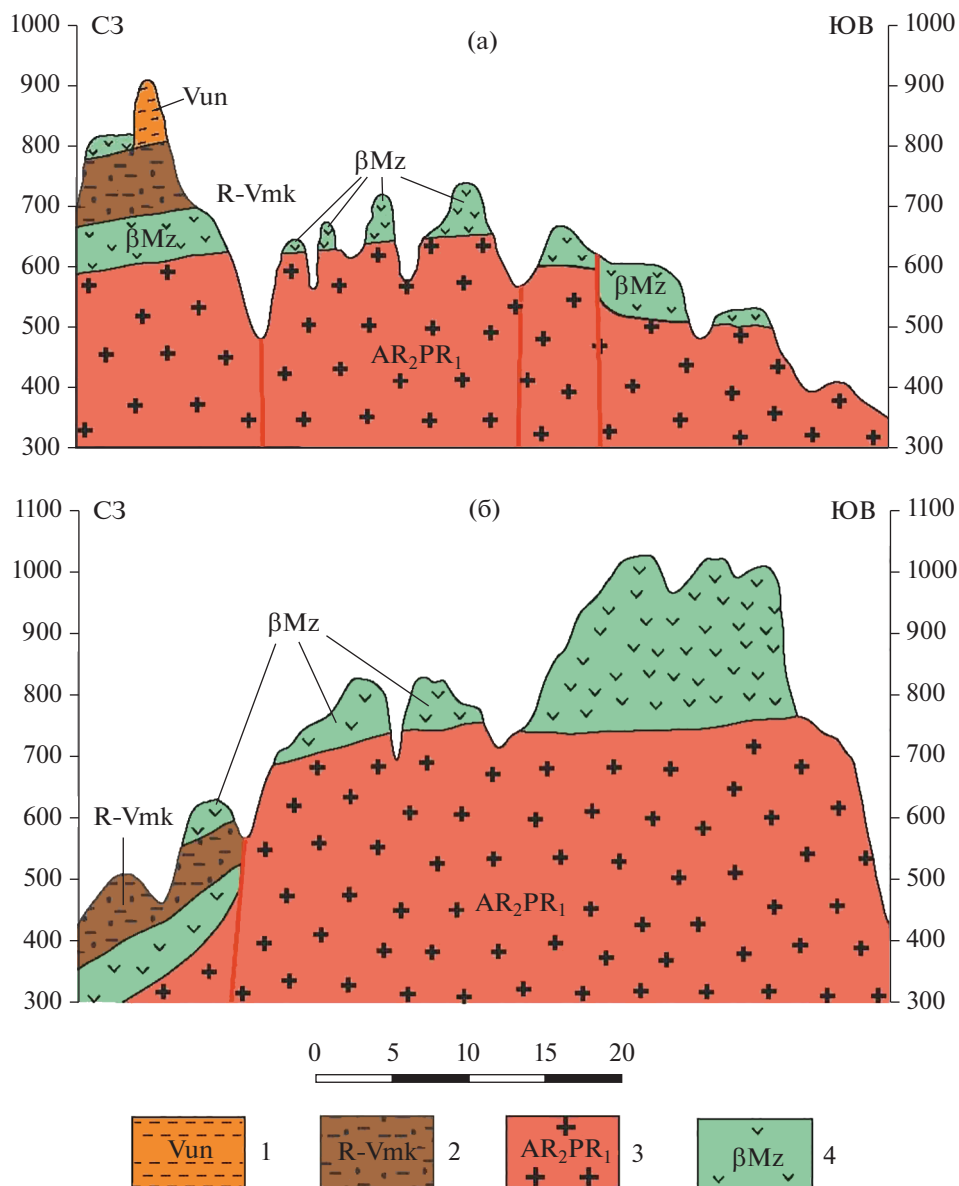 1000 СЗ (а) ЮВ 1000
900 Vun 900
800 βMz 800
700 R-Vmk 700
βMz
600 βMz 600
500 500
400 AR₂PR₁ 400
300 300
1100 СЗ (б) ЮВ 1100
1000 1000
900 βMz 900
800 800
700 700
600 R-Vmk 600
500 AR₂PR₁ 500
400 400
300 300
0 5 10 15 20
Vun 1 R-Vmk 2 AR₂PR₁ 3 βMz 4